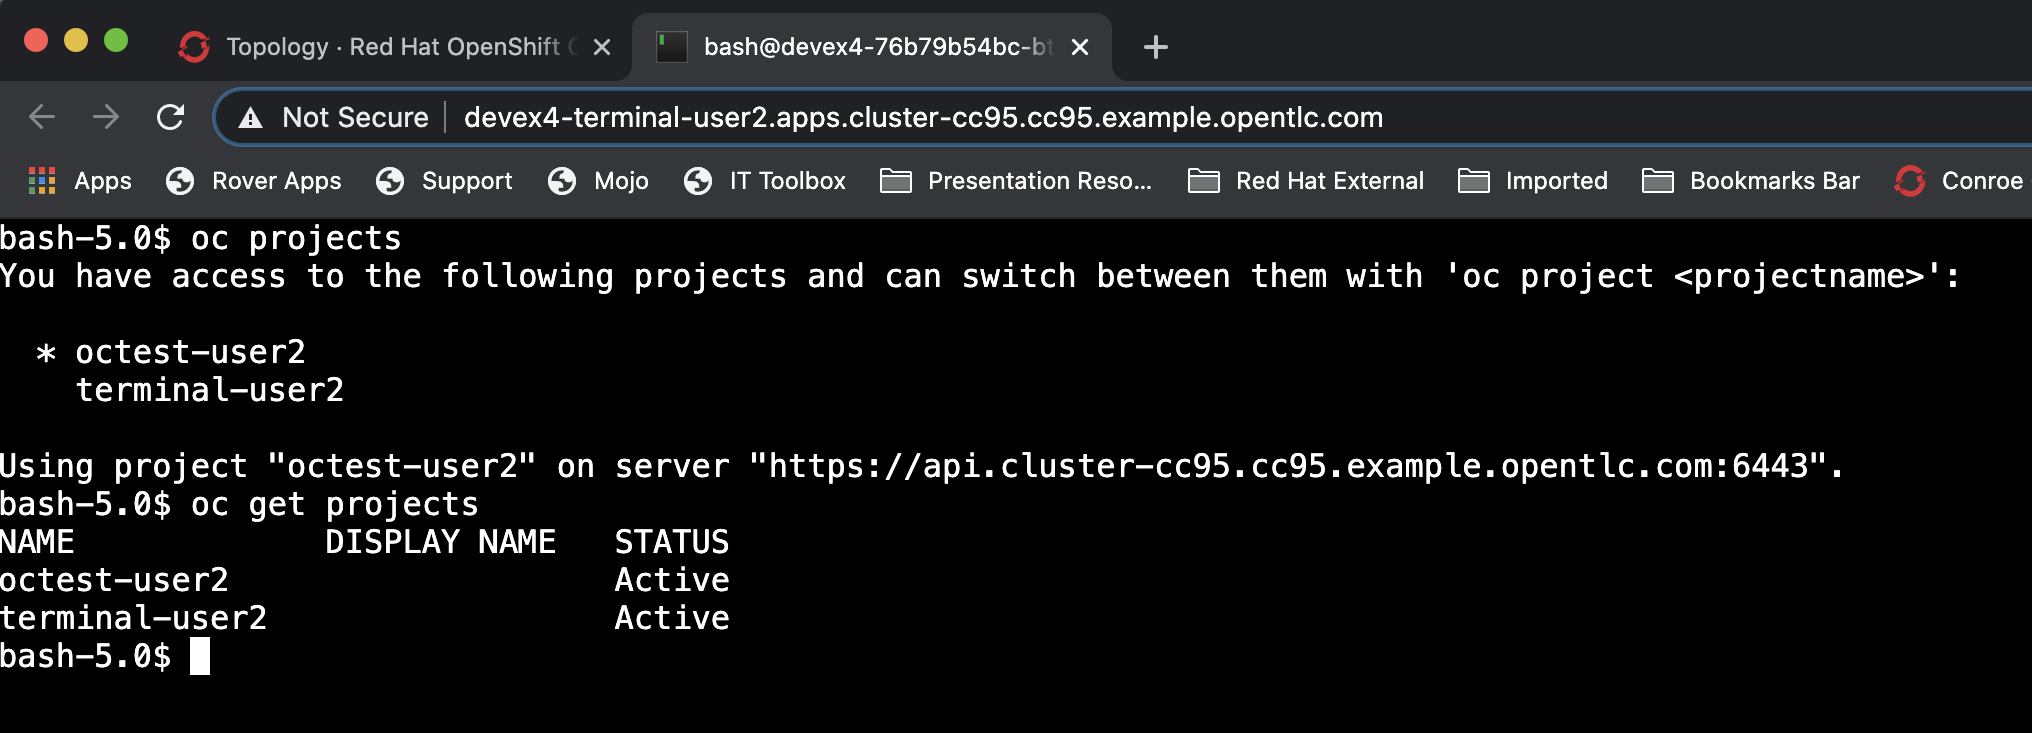 Topology · Red Hat OpenShift
bash@devex4-76b79b54bc-bt
Not Secure devex4-terminal-user2.apps.cluster-cc95.cc95.example.opentlc.com
Apps Rover Apps Support Mojo IT Toolbox Presentation Reso... Red Hat External Imported Bookmarks Bar Conroe
bash-5.0$ oc projects
You have access to the following projects and can switch between them with 'oc project <projectname>':
* octest-user2
terminal-user2
Using project "octest-user2" on server "https://api.cluster-cc95.cc95.example.opentlc.com:6443".
bash-5.0$ oc get projects
NAME DISPLAY NAME STATUS
octest-user2 Active
terminal-user2 Active
bash-5.0$